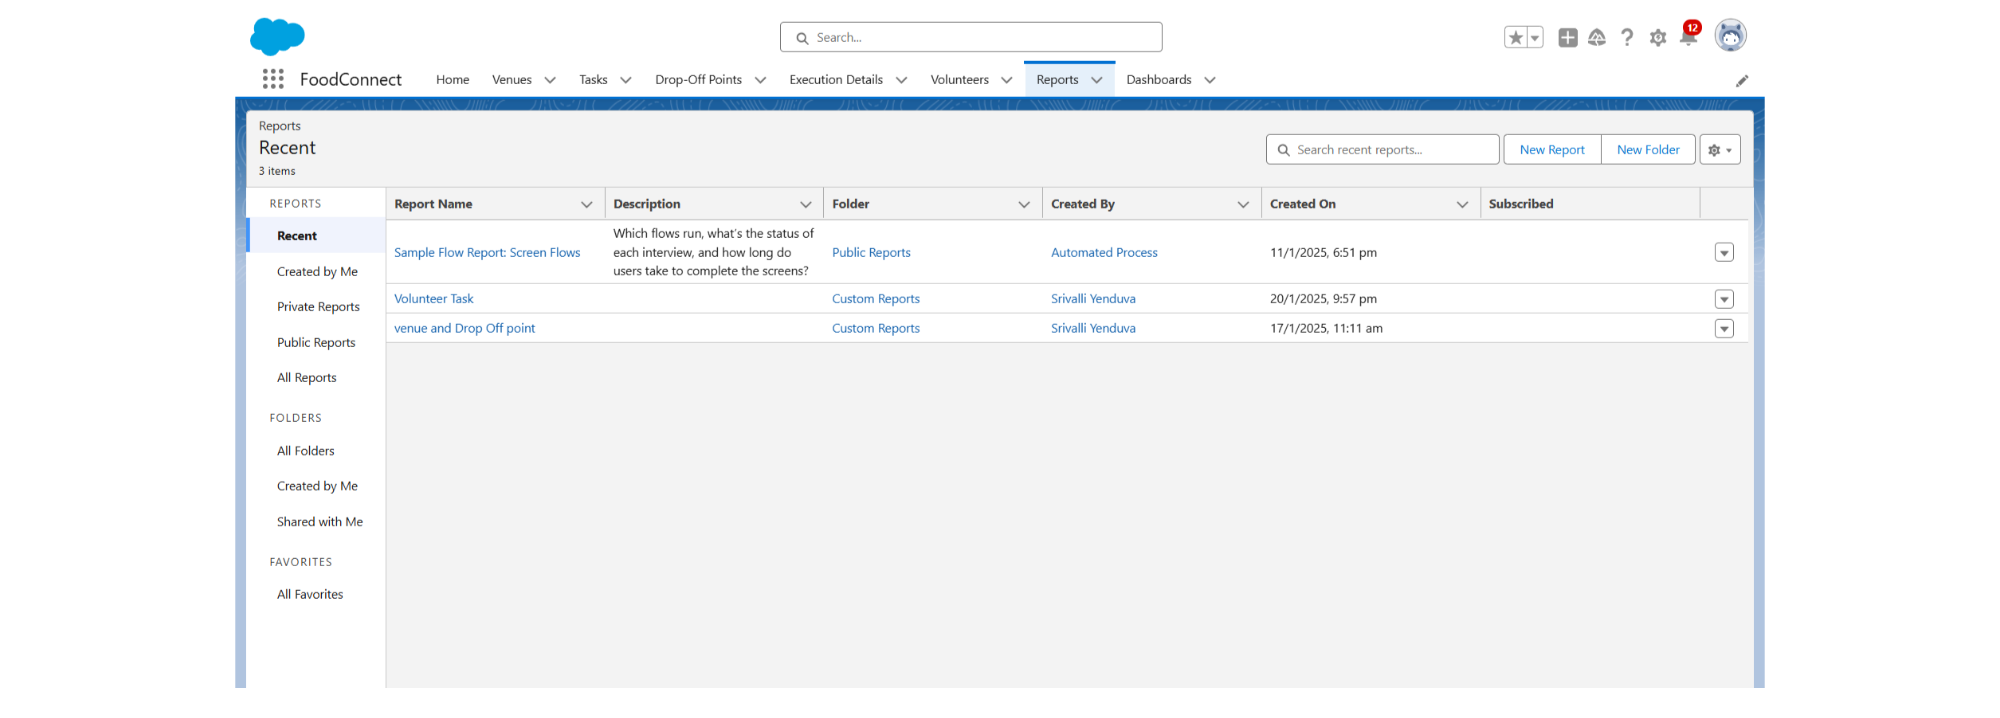 Search...
12
FoodConnect Home Venues Tasks Drop-Off Points Execution Details Volunteers Reports Dashboards
Reports
Recent
3 items
Search recent reports...
New Report New Folder
REPORTS
Recent
Created by Me
Private Reports
Public Reports
All Reports
FOLDERS
All Folders
Created by Me
Shared with Me
FAVORITES
All Favorites
Report Name Description Folder Created By Created On Subscribed
Sample Flow Report: Screen Flows
Which flows run, what's the status of
each interview, and how long do
users take to complete the screens?
Public Reports Automated Process 11/1/2025, 6:51 pm
Volunteer Task Custom Reports Srivalli Yenduva 20/1/2025, 9:57 pm
venue and Drop Off point Custom Reports Srivalli Yenduva 17/1/2025, 11:11 am